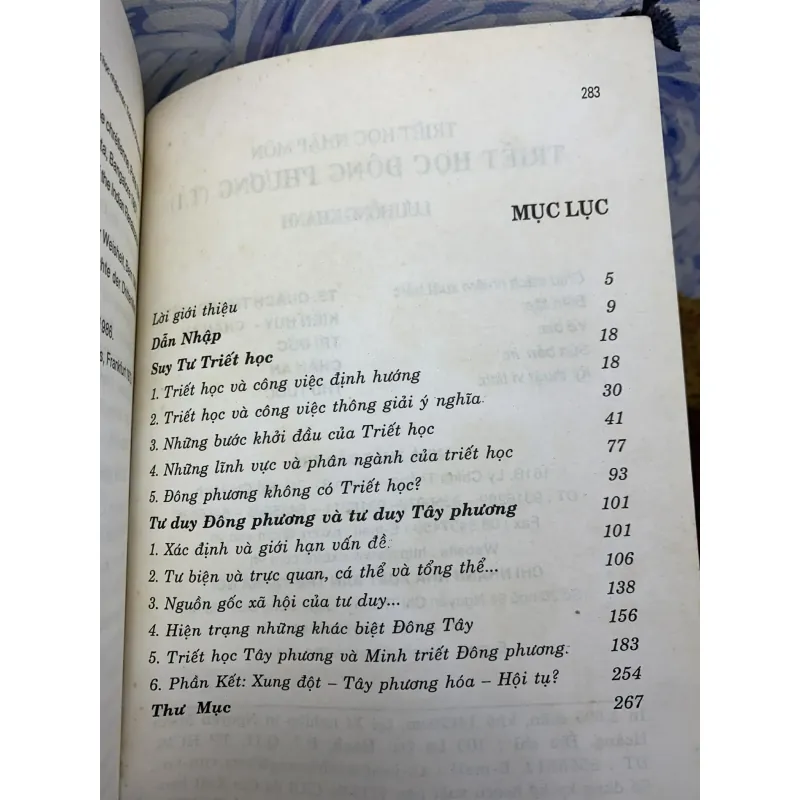 283
MỤC LỤC
Lời giới thiệu 5
Dẫn Nhập 9
Suy Tư Triết học 18
1. Triết học và công việc định hướng 18
2. Triết học và công việc thông giải ý nghĩa. 30
3. Những bước khởi đầu của Triết học 41
4. Những lĩnh vực và phân ngành của triết học 77
5. Đông phương không có Triết học? 93
Tư duy Đông phương và tư duy Tây phương 101
1. Xác định và giới hạn vấn đề. 101
2. Tư biện và trực quan, cá thể và tổng thể... 106
3. Nguồn gốc xã hội của tư duy... 138
4. Hiện trạng những khác biệt Đông Tây 156
5. Triết học Tây phương và Minh triết Đông phương. 183
6. Phần Kết: Xung đột – Tây phương hóa – Hội tụ? 254
Thư Mục 267